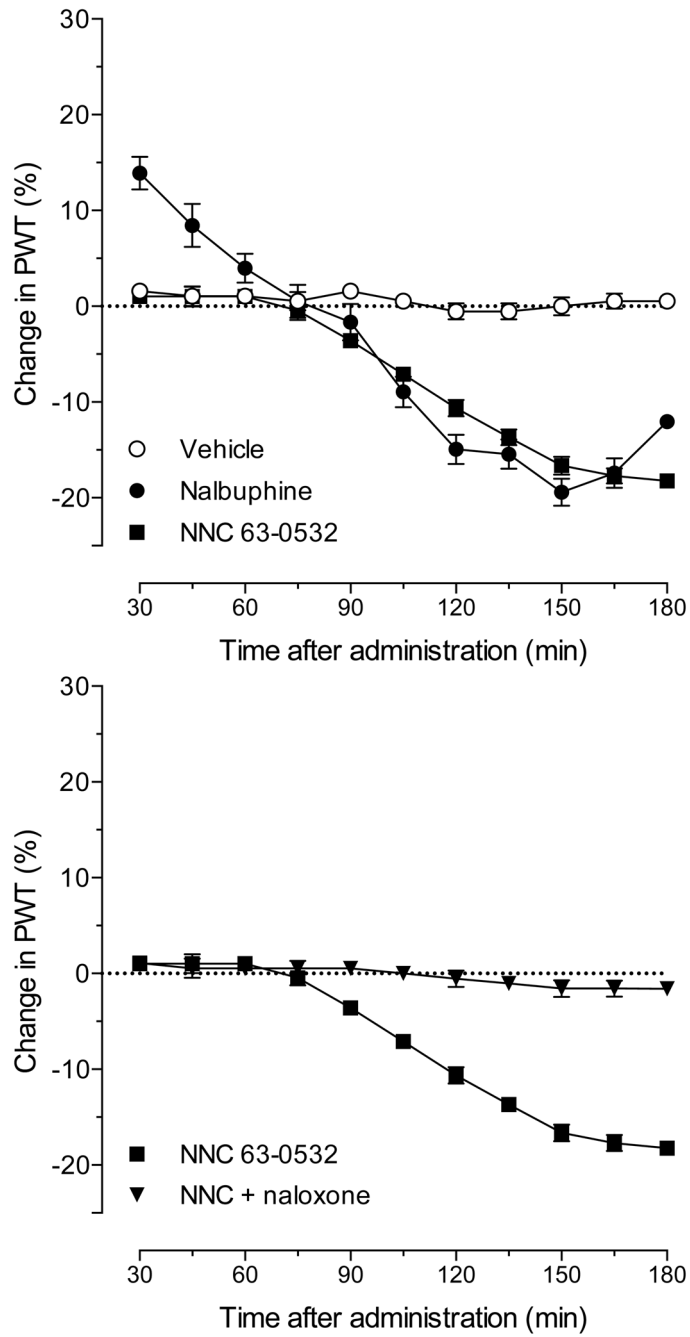 30
20
10
0
-10
-20
Change in PWT (%)
Vehicle
Nalbuphine
NNC 63-0532
30 60 90 120 150 180
Time after administration (min)
30
20
10
0
-10
-20
Change in PWT (%)
NNC 63-0532
NNC + naloxone
30 60 90 120 150 180
Time after administration (min)